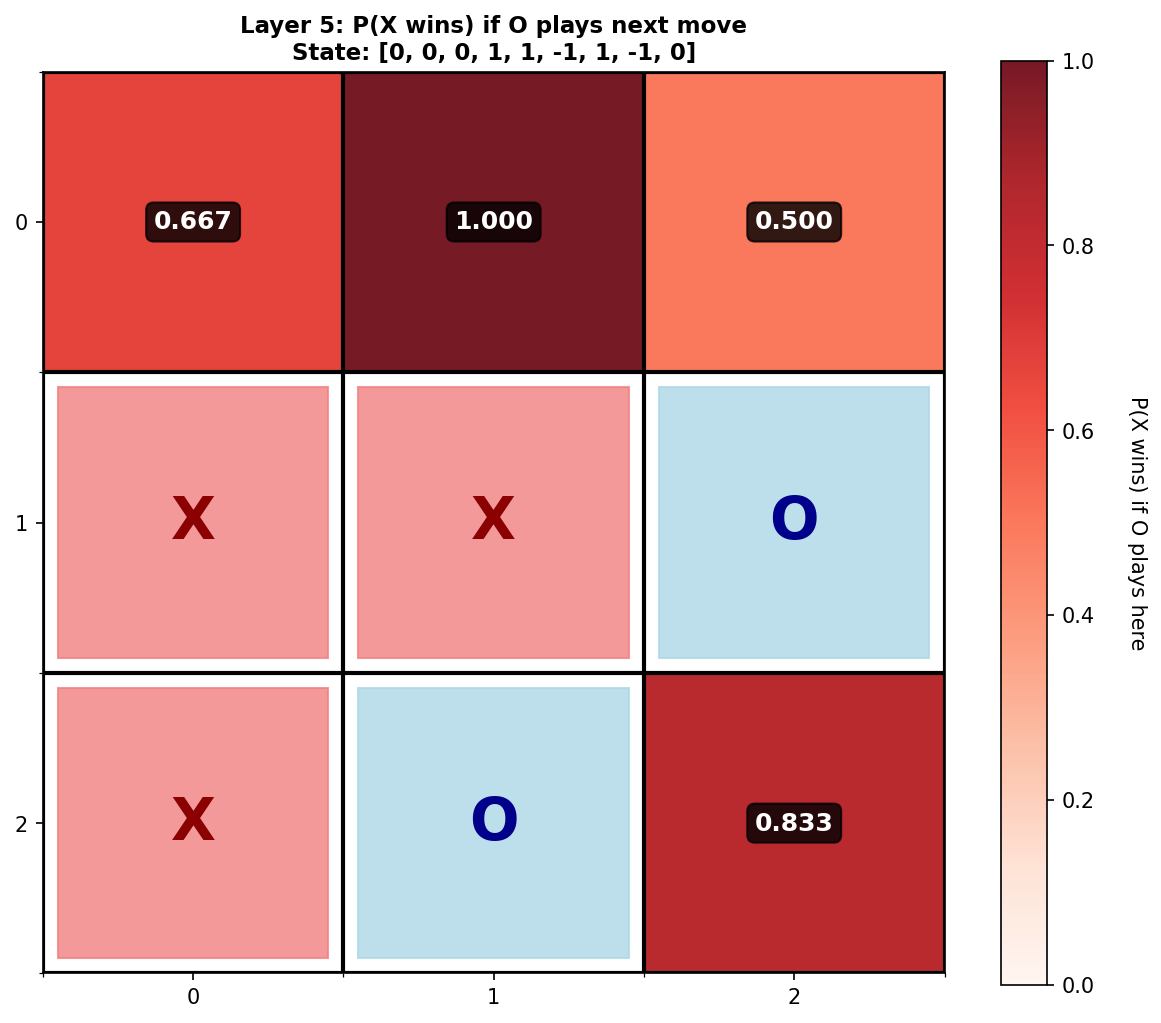 Layer 5: P(X wins) if O plays next move
State: [0, 0, 0, 1, 1, -1, 1, -1, 0]
0.667 1.000 0.500
X X O
X O 0.833
0
1
2
0 1 2
1.0
0.8
0.6
0.4
0.2
0.0
P(X wins) if O plays here